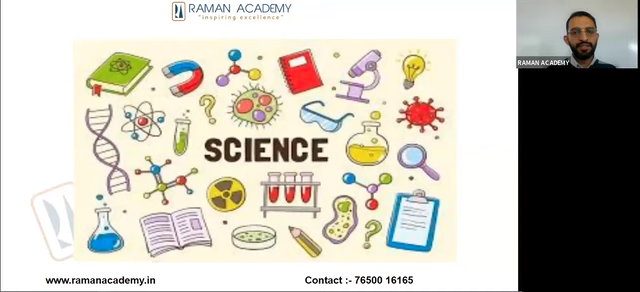 RAMAN ACADEMY
"inspiring excellence"
RAMAN ACADEMY
SCIENCE
www.ramanacademy.in
Contact :- 76500 16165